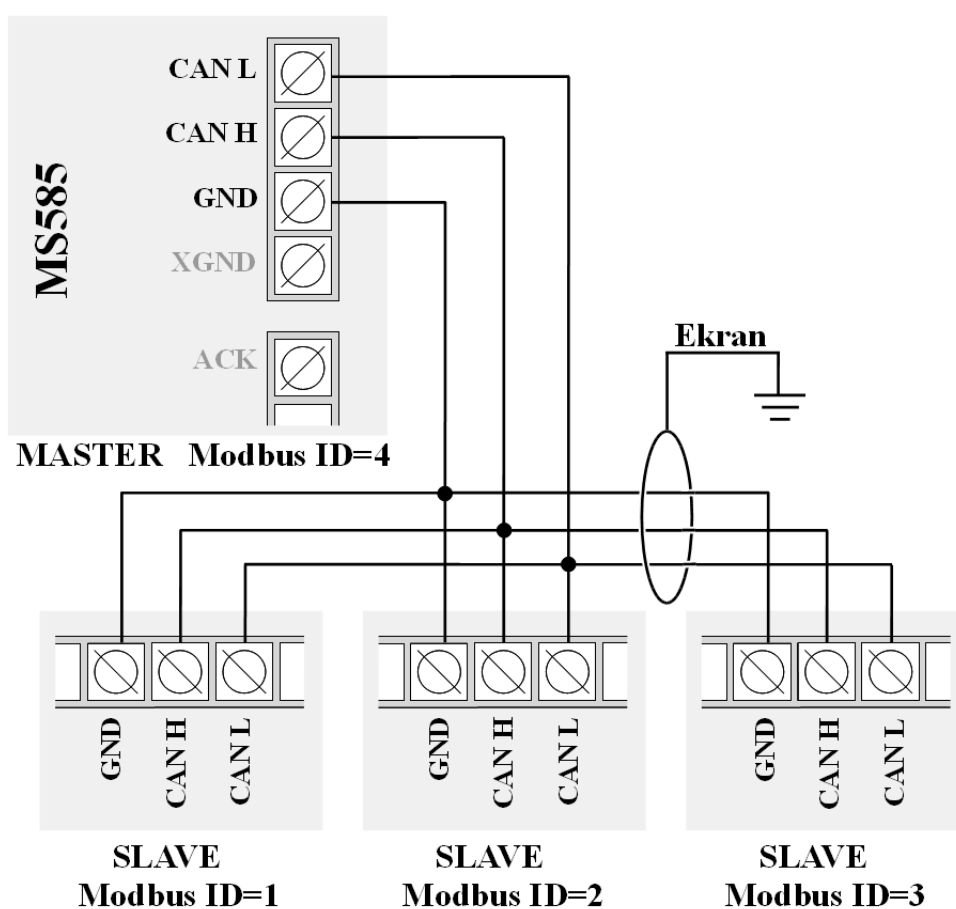 CAN L
CAN H
GND
XGND
ACK
MS585
MASTER Modbus ID=4
Ekran
GND
CAN H
CAN L
GND
CAN H
CAN L
GND
CAN H
CAN L
SLAVE
Modbus ID=1
SLAVE
Modbus ID=2
SLAVE
Modbus ID=3